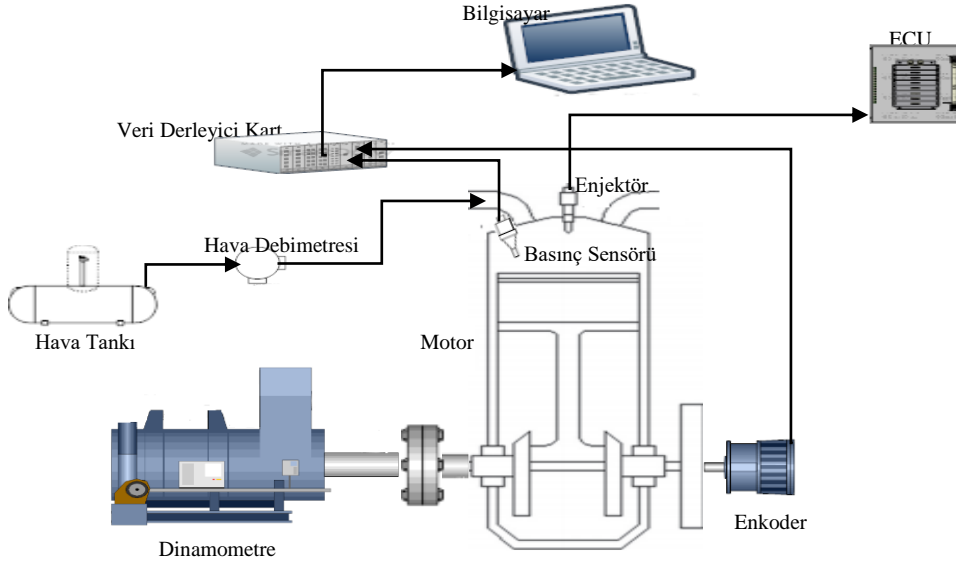 Bilgisayar
ECU
Veri Derleyici Kart
Enjektör
Hava Debimetresi
Basınç Sensörü
Hava Tankı
Motor
Enkoder
Dinamometre